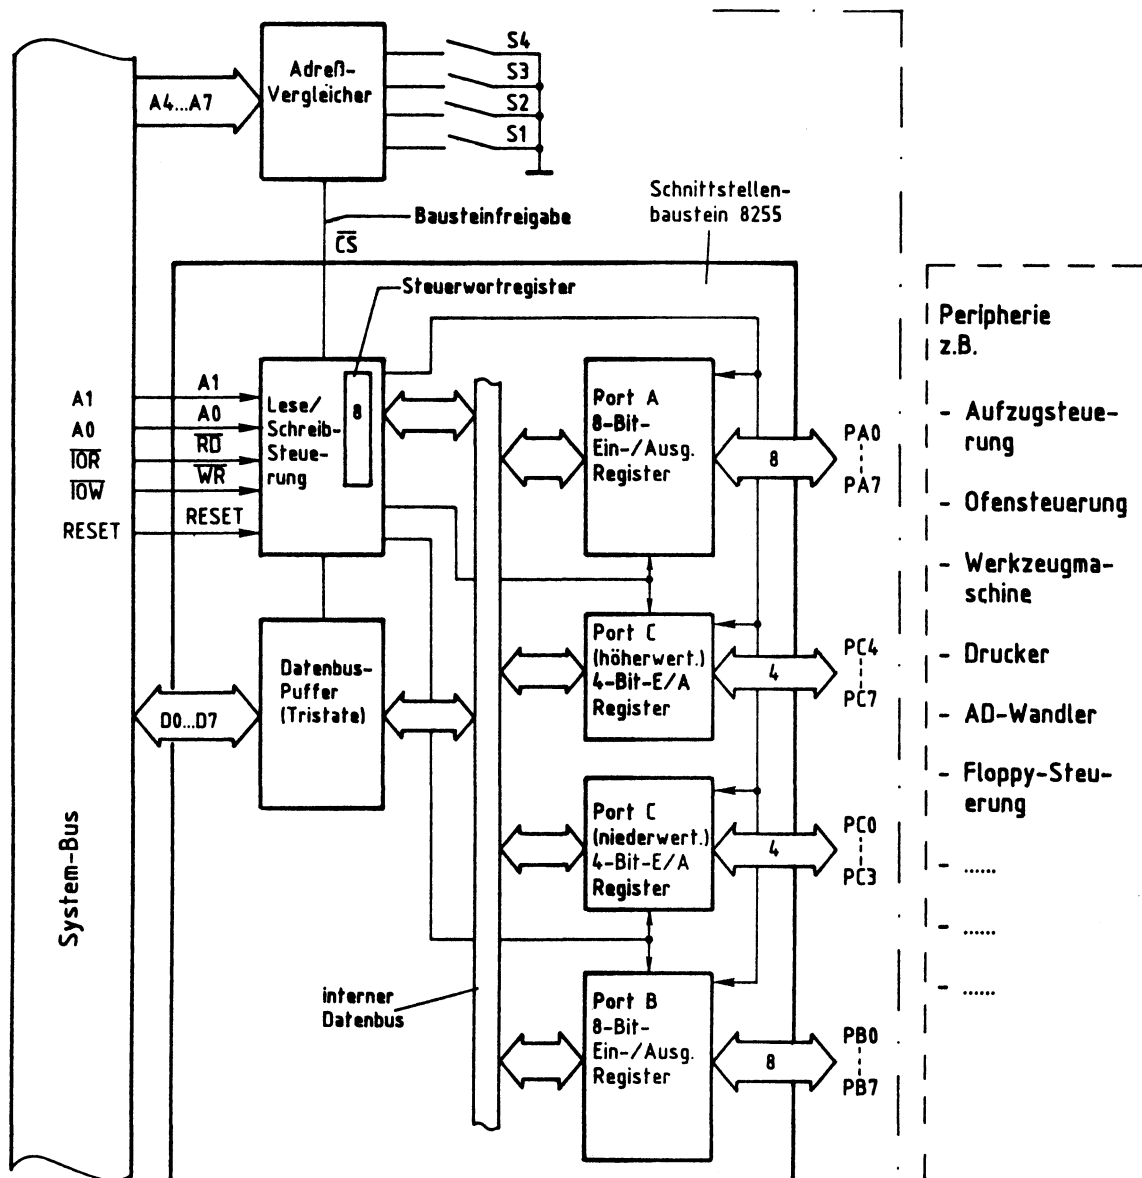 Adreß-
Vergleicher
A4...A7
S4
S3
S2
S1
Bausteinfreigabe
CS
Schnittstellen-
baustein 8255
Steuerwortregister
A1
A0
IOR
IOW
RESET
A1
A0
RD
WR
RESET
Lese/
Schreib-
Steue-
rung
8
Datenbus-
Puffer
(Tristate)
D0...D7
System-Bus
interner
Datenbus
Port A
8-Bit-
Ein-/Ausg.
Register
8
PA0
PA7
Port C
(höherwert.)
4-Bit-E/A
Register
4
PC4
PC7
Port C
(niederwert.)
4-Bit-E/A
Register
4
PC0
PC3
Port B
8-Bit-
Ein-/Ausg.
Register
8
PB0
PB7
Peripherie
z.B.
- Aufzugsteue-
rung
- Ofensteuerung
- Werkzeugma-
schine
- Drucker
- AD-Wandler
- Floppy-Steu-
erung
- ......
- ......
- ......